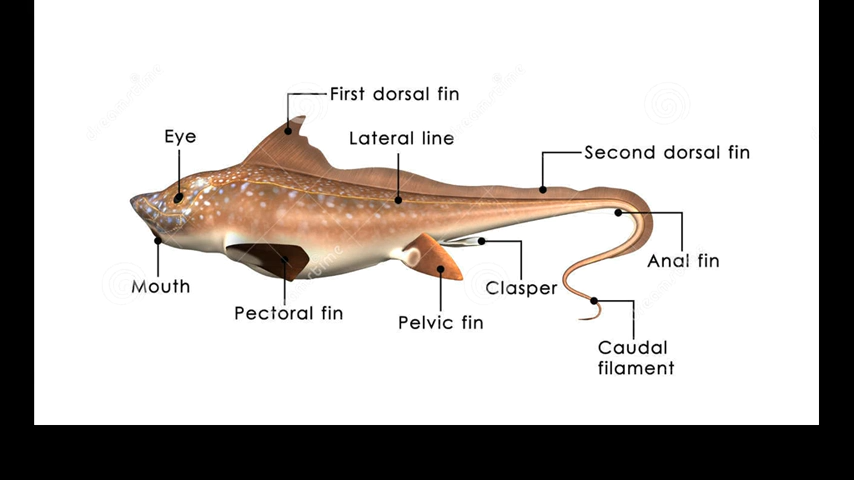 First dorsal fin
Eye
Lateral line
Second dorsal fin
Anal fin
Mouth
Clasper
Pectoral fin
Pelvic fin
Caudal
filament